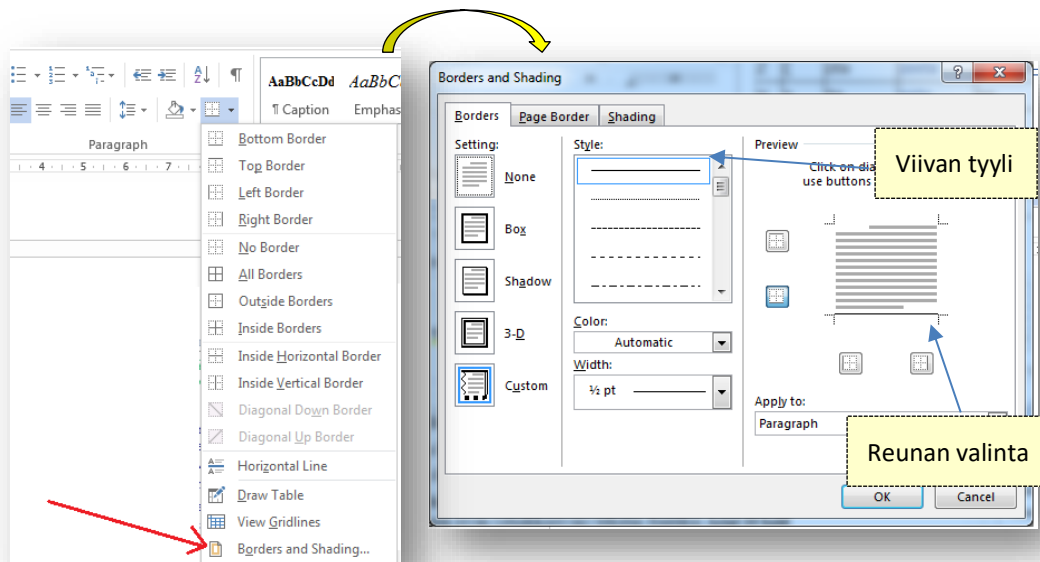 AaBbCcDd AaBbC
¶ Caption Emphas
Paragraph
4 5 6 7
Bottom Border
Top Border
Left Border
Right Border
No Border
All Borders
Outside Borders
Inside Borders
Inside Horizontal Border
Inside Vertical Border
Diagonal Down Border
Diagonal Up Border
Horizontal Line
Draw Table
View Gridlines
Borders and Shading...
Borders and Shading
Borders Page Border Shading
Setting:
None
Box
Shadow
3-D
Custom
Style:
Color:
Automatic
Width:
½ pt
Preview
Click on dia
use buttons
Apply to:
Paragraph
OK Cancel
Viivan tyyli
Reunan valinta